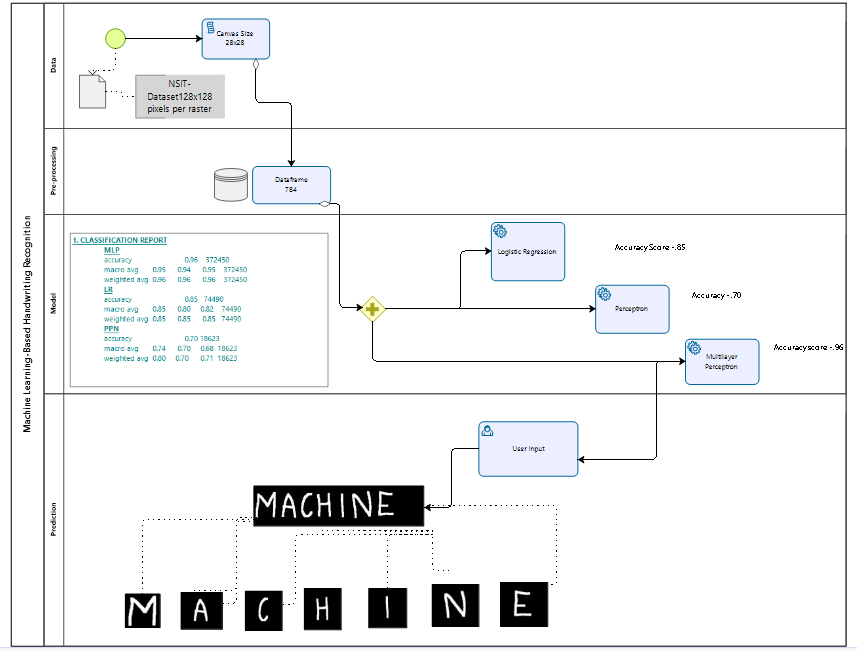 Machine Learning-Based Handwriting Recognition
Data
Canvas Size
28x28
NSIT-
Dataset128x128
pixels per raster
Pre-processing
Dataframe
784
Model
1. CLASSIFICATION REPORT
MLP
accuracy 0.96 372450
macro avg 0.95 0.94 0.95 372450
weighted avg 0.96 0.96 0.96 372450
LR
accuracy 0.85 74490
macro avg 0.85 0.80 0.82 74490
weighted avg 0.85 0.85 0.85 74490
PPN
accuracy 0.70 18623
macro avg 0.74 0.70 0.68 18623
weighted avg 0.80 0.70 0.71 18623
Logistic Regression
AccuracyScore -.85
Perceptron
Accuracy -.70
Multilayer
Perceptron
Accuracyscore -.96
Prediction
User Input
MACHINE
M A C H I N E